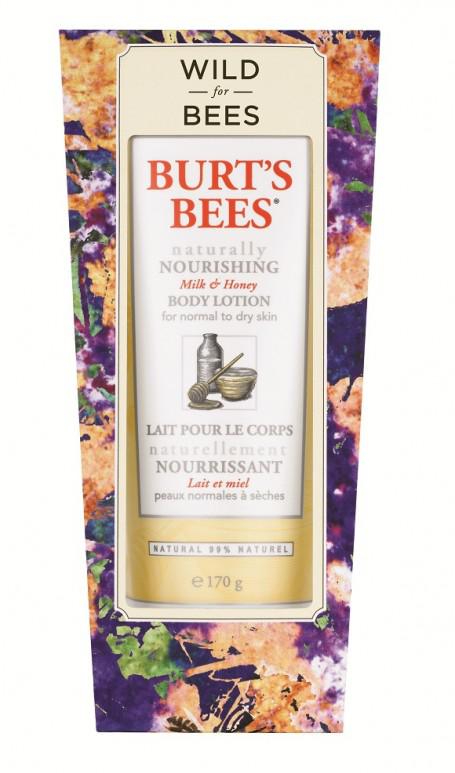 WILD
for
BEES
BURT'S
BEES®
naturally
NOURISHING
Milk & Honey
BODY LOTION
for normal to dry skin
LAIT POUR LE CORPS
naturellement
NOURRISSANT
Lait et miel
peaux normales à sèches
NATURAL 99% NATUREL
℮170 g